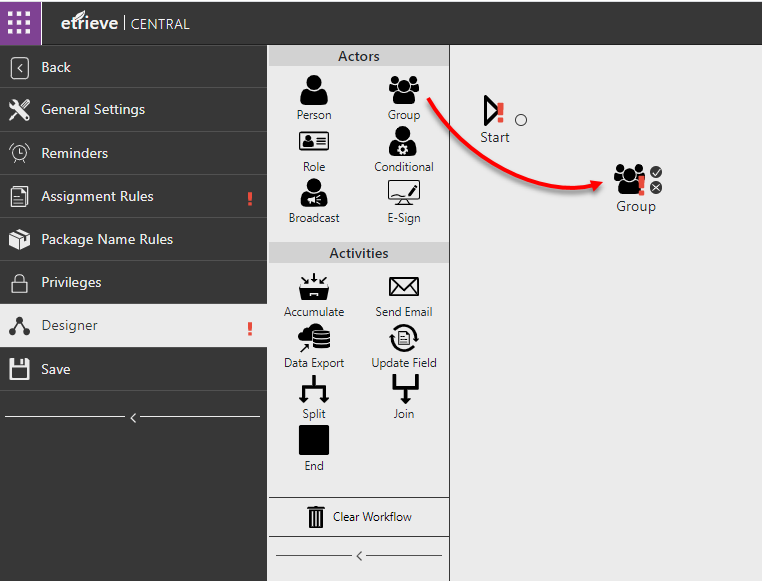 etrieve | CENTRAL
Back
General Settings
Reminders
Assignment Rules
Package Name Rules
Privileges
Designer
Save
Actors
Person Group
Role Conditional
Broadcast E-Sign
Activities
Accumulate Send Email
Data Export Update Field
Split Join
End
Clear Workflow
Start
Group